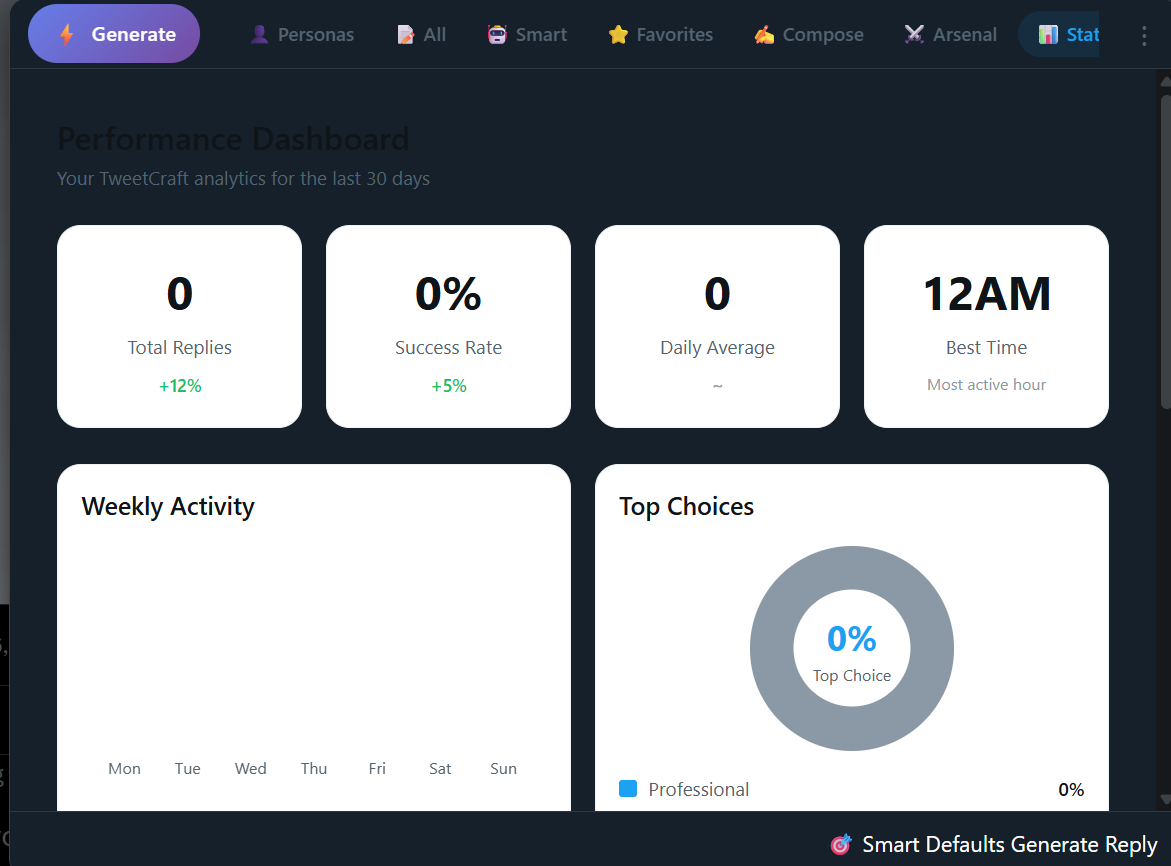 Generate Personas All Smart Favorites Compose Arsenal Stat
Performance Dashboard
Your TweetCraft analytics for the last 30 days
0 0% 0 12AM
Total Replies Success Rate Daily Average Best Time
+12% +5% ~ Most active hour
Weekly Activity Top Choices
0%
Top Choice
Mon Tue Wed Thu Fri Sat Sun
Professional 0%
Smart Defaults Generate Reply